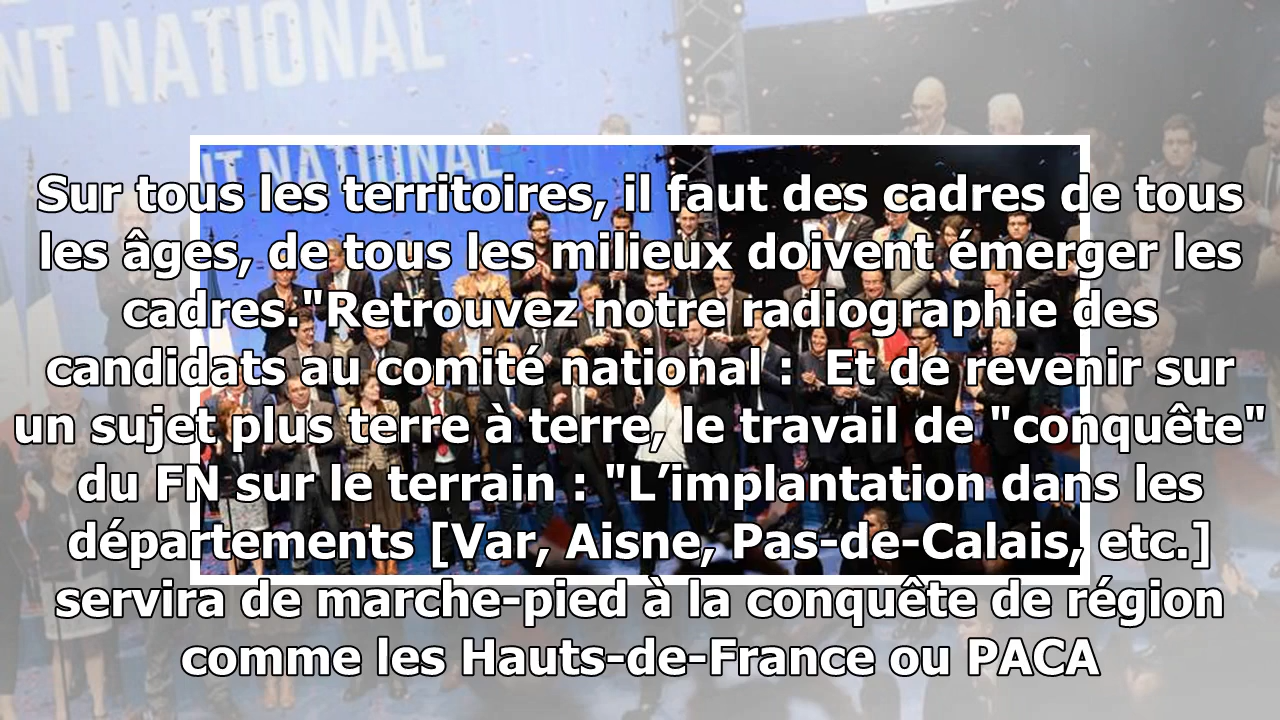 NT NATIONAL
NT NATIONAL
Sur tous les territoires, il faut des cadres de tous
les âges, de tous les milieux doivent émerger les
cadres."Retrouvez notre radiographie des
candidats au comité national :  Et de revenir sur
un sujet plus terre à terre, le travail de "conquête"
du FN sur le terrain : "L’implantation dans les
départements [Var, Aisne, Pas-de-Calais, etc.]
servira de marche-pied à la conquête de région
comme les Hauts-de-France ou PACA